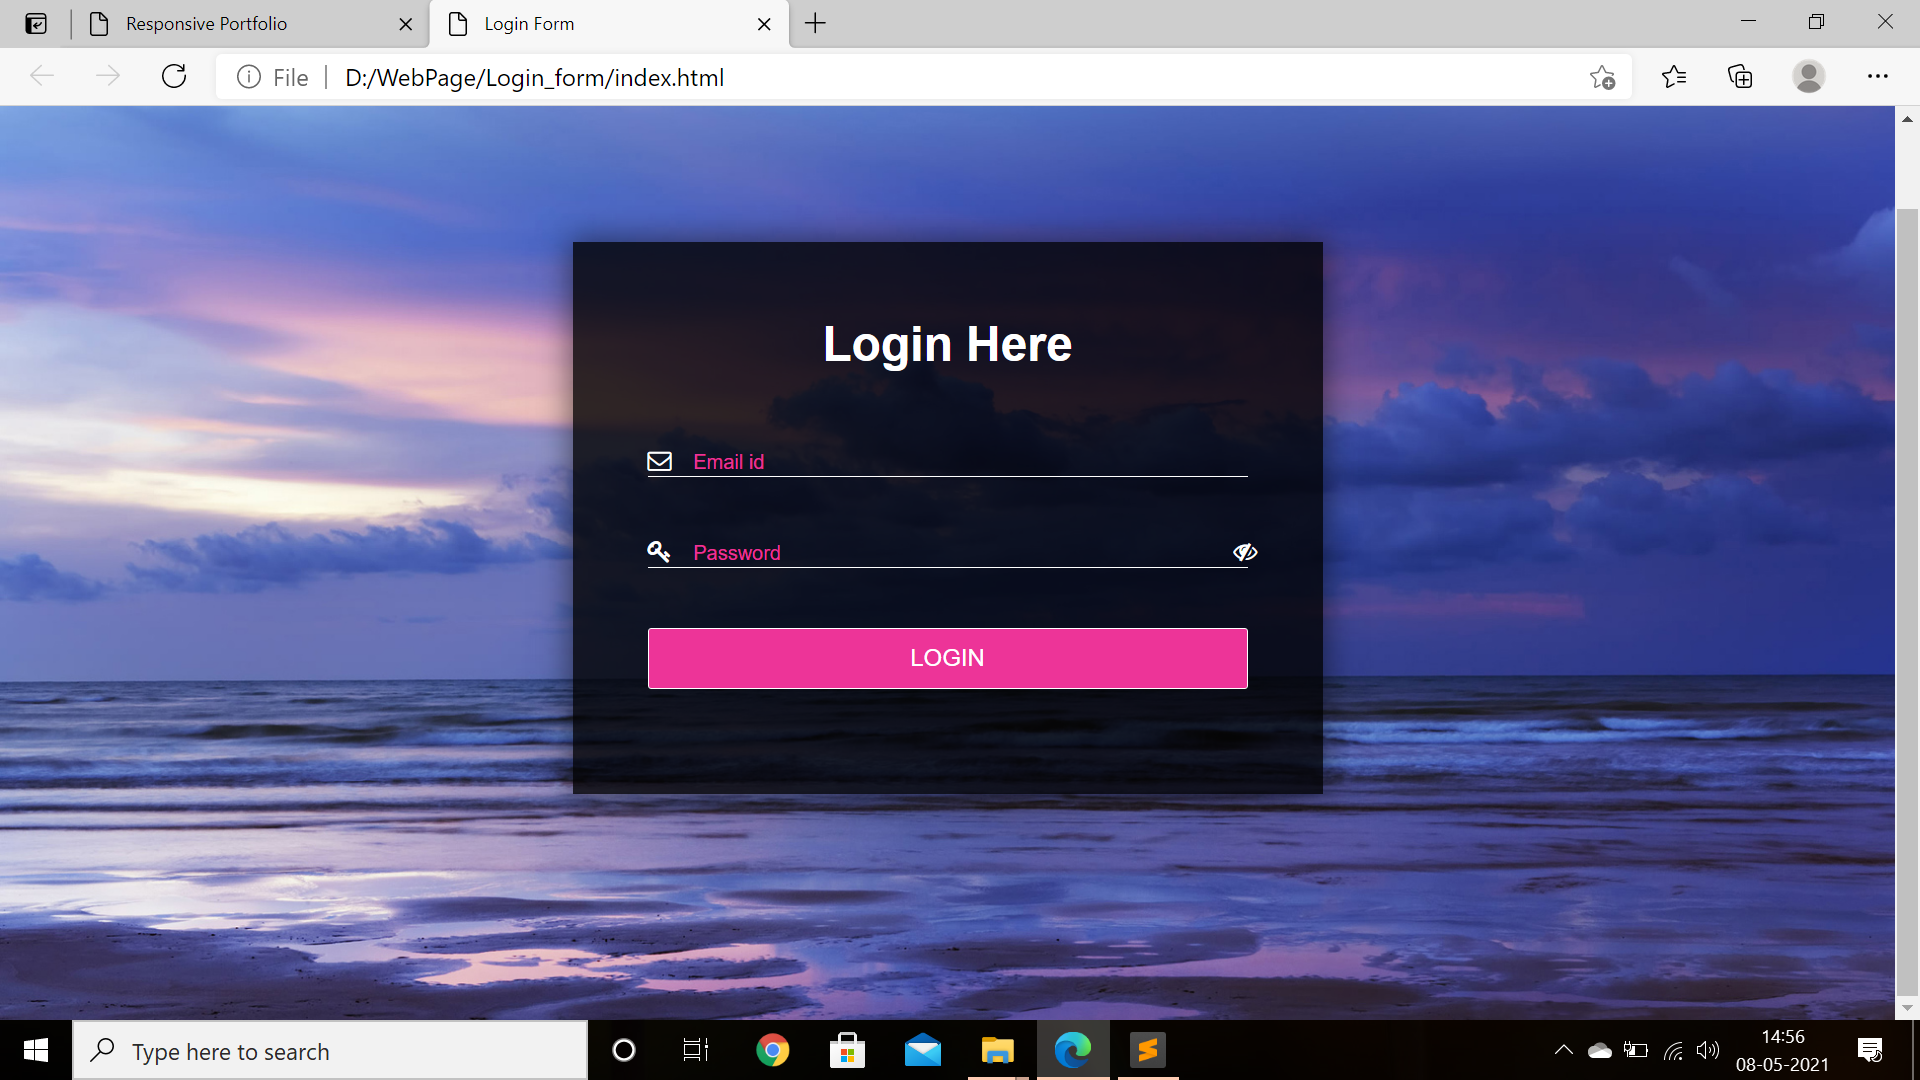 Responsive Portfolio
Login Form
File
D:/WebPage/Login_form/index.html
Login Here
Email id
Password
LOGIN
Type here to search
14:56
08-05-2021